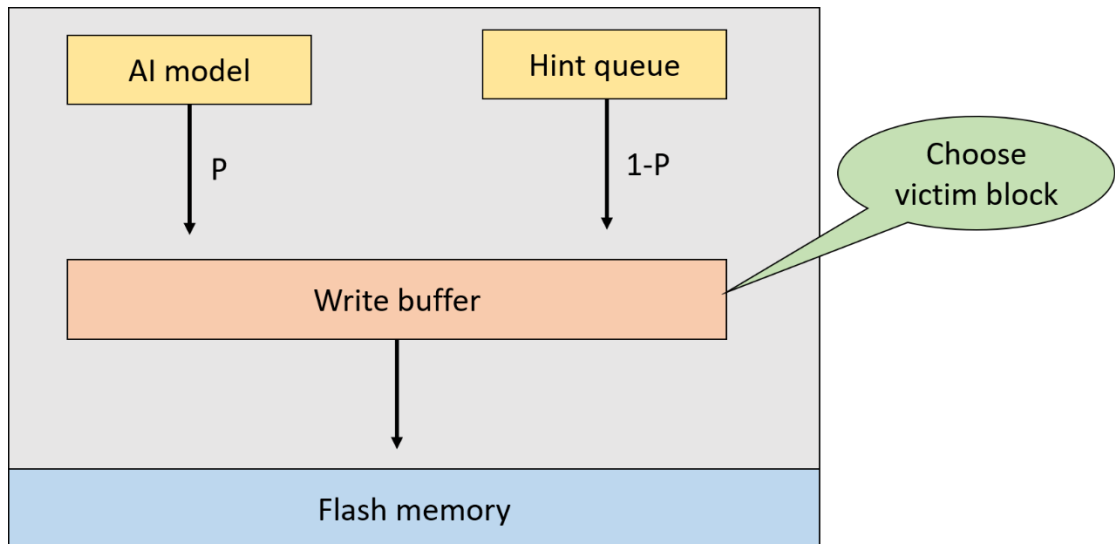 AI model
Hint queue
P
1-P
Choose
victim block
Write buffer
Flash memory